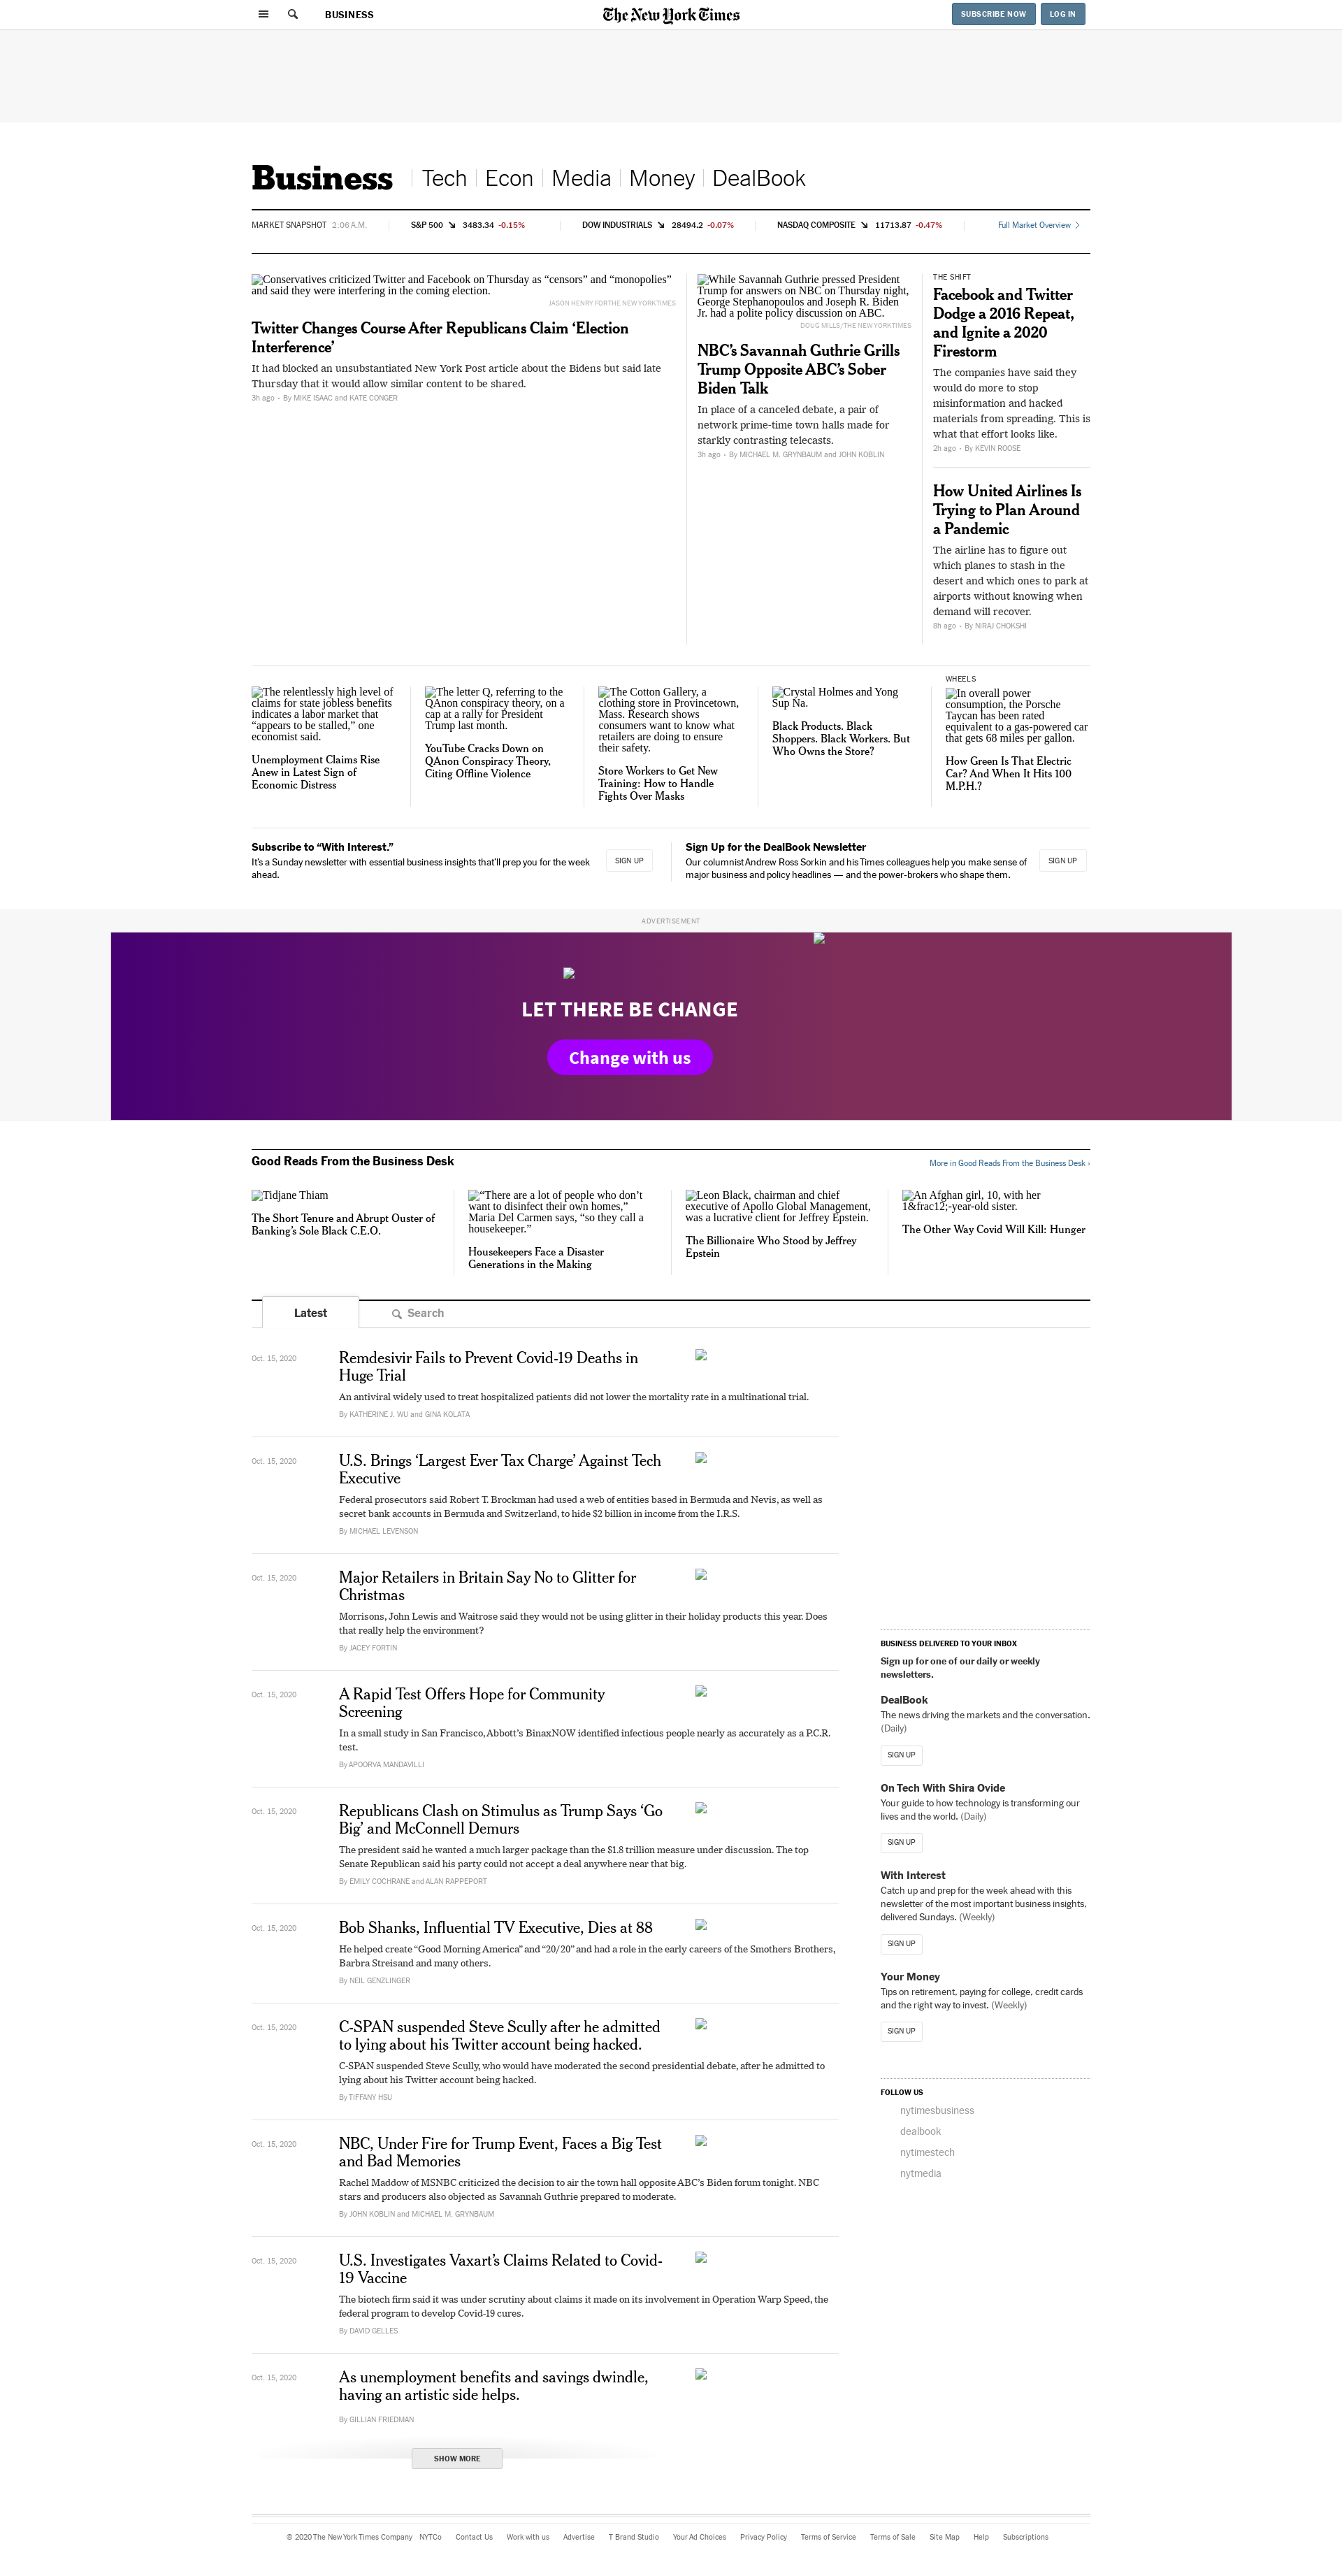 BUSINESS
The New York Times
SUBSCRIBE NOW
LOG IN
Business
Tech
Econ
Media
Money
DealBook
MARKET SNAPSHOT 2:06 A.M.
S&P 500 3483.34 -0.15%
DOW INDUSTRIALS 28494.2 -0.07%
NASDAQ COMPOSITE 11713.87 -0.47%
Full Market Overview
Conservatives criticized Twitter and Facebook on Thursday as “censors” and “monopolies”
and said they were interfering in the coming election.
JASON HENRY FOR THE NEW YORK TIMES
Twitter Changes Course After Republicans Claim ‘Election
Interference’
It had blocked an unsubstantiated New York Post article about the Bidens but said late
Thursday that it would allow similar content to be shared.
3h ago • By MIKE ISAAC and KATE CONGER
While Savannah Guthrie pressed President
Trump for answers on NBC on Thursday night,
George Stephanopoulos and Joseph R. Biden
Jr. had a polite policy discussion on ABC.
DOUG MILLS/THE NEW YORK TIMES
NBC’s Savannah Guthrie Grills
Trump Opposite ABC’s Sober
Biden Talk
In place of a canceled debate, a pair of
network prime-time town halls made for
starkly contrasting telecasts.
3h ago • By MICHAEL M. GRYNBAUM and JOHN KOBLIN
THE SHIFT
Facebook and Twitter
Dodge a 2016 Repeat,
and Ignite a 2020
Firestorm
The companies have said they
would do more to stop
misinformation and hacked
materials from spreading. This is
what that effort looks like.
2h ago • By KEVIN ROOSE
How United Airlines Is
Trying to Plan Around
a Pandemic
The airline has to figure out
which planes to stash in the
desert and which ones to park at
airports without knowing when
demand will recover.
8h ago • By NIRAJ CHOKSHI
The relentlessly high level of
claims for state jobless benefits
indicates a labor market that
“appears to be stalled,” one
economist said.
Unemployment Claims Rise
Anew in Latest Sign of
Economic Distress
The letter Q, referring to the
QAnon conspiracy theory, on a
cap at a rally for President
Trump last month.
YouTube Cracks Down on
QAnon Conspiracy Theory,
Citing Offline Violence
The Cotton Gallery, a
clothing store in Provincetown,
Mass. Research shows
consumers want to know what
retailers are doing to ensure
their safety.
Store Workers to Get New
Training: How to Handle
Fights Over Masks
Crystal Holmes and Yong
Sup Na.
Black Products. Black
Shoppers. Black Workers. But
Who Owns the Store?
WHEELS
In overall power
consumption, the Porsche
Taycan has been rated
equivalent to a gas-powered car
that gets 68 miles per gallon.
How Green Is That Electric
Car? And When It Hits 100
M.P.H.?
Subscribe to “With Interest.”
It’s a Sunday newsletter with essential business insights that’ll prep you for the week
ahead.
SIGN UP
Sign Up for the DealBook Newsletter
Our columnist Andrew Ross Sorkin and his Times colleagues help you make sense of
major business and policy headlines — and the power-brokers who shape them.
SIGN UP
ADVERTISEMENT
LET THERE BE CHANGE
Change with us
Good Reads From the Business Desk
More in Good Reads From the Business Desk ›
Tidjane Thiam
The Short Tenure and Abrupt Ouster of
Banking’s Sole Black C.E.O.
“There are a lot of people who don’t
want to disinfect their own homes,”
Maria Del Carmen says, “so they call a
housekeeper.”
Housekeepers Face a Disaster
Generations in the Making
Leon Black, chairman and chief
executive of Apollo Global Management,
was a lucrative client for Jeffrey Epstein.
The Billionaire Who Stood by Jeffrey
Epstein
An Afghan girl, 10, with her
1&frac12;-year-old sister.
The Other Way Covid Will Kill: Hunger
Latest
Search
Oct. 15, 2020
Remdesivir Fails to Prevent Covid-19 Deaths in
Huge Trial
An antiviral widely used to treat hospitalized patients did not lower the mortality rate in a multinational trial.
By KATHERINE J. WU and GINA KOLATA
Oct. 15, 2020
U.S. Brings ‘Largest Ever Tax Charge’ Against Tech
Executive
Federal prosecutors said Robert T. Brockman had used a web of entities based in Bermuda and Nevis, as well as
secret bank accounts in Bermuda and Switzerland, to hide $2 billion in income from the I.R.S.
By MICHAEL LEVENSON
Oct. 15, 2020
Major Retailers in Britain Say No to Glitter for
Christmas
Morrisons, John Lewis and Waitrose said they would not be using glitter in their holiday products this year. Does
that really help the environment?
By JACEY FORTIN
Oct. 15, 2020
A Rapid Test Offers Hope for Community
Screening
In a small study in San Francisco, Abbott’s BinaxNOW identified infectious people nearly as accurately as a P.C.R.
test.
By APOORVA MANDAVILLI
Oct. 15, 2020
Republicans Clash on Stimulus as Trump Says ‘Go
Big’ and McConnell Demurs
The president said he wanted a much larger package than the $1.8 trillion measure under discussion. The top
Senate Republican said his party could not accept a deal anywhere near that big.
By EMILY COCHRANE and ALAN RAPPEPORT
Oct. 15, 2020
Bob Shanks, Influential TV Executive, Dies at 88
He helped create “Good Morning America” and “20/20” and had a role in the early careers of the Smothers Brothers,
Barbra Streisand and many others.
By NEIL GENZLINGER
Oct. 15, 2020
C-SPAN suspended Steve Scully after he admitted
to lying about his Twitter account being hacked.
C-SPAN suspended Steve Scully, who would have moderated the second presidential debate, after he admitted to
lying about his Twitter account being hacked.
By TIFFANY HSU
Oct. 15, 2020
NBC, Under Fire for Trump Event, Faces a Big Test
and Bad Memories
Rachel Maddow of MSNBC criticized the decision to air the town hall opposite ABC’s Biden forum tonight. NBC
stars and producers also objected as Savannah Guthrie prepared to moderate.
By JOHN KOBLIN and MICHAEL M. GRYNBAUM
Oct. 15, 2020
U.S. Investigates Vaxart’s Claims Related to Covid-
19 Vaccine
The biotech firm said it was under scrutiny about claims it made on its involvement in Operation Warp Speed, the
federal program to develop Covid-19 cures.
By DAVID GELLES
Oct. 15, 2020
As unemployment benefits and savings dwindle,
having an artistic side helps.
By GILLIAN FRIEDMAN
SHOW MORE
BUSINESS DELIVERED TO YOUR INBOX
Sign up for one of our daily or weekly
newsletters.
DealBook
The news driving the markets and the conversation.
(Daily)
SIGN UP
On Tech With Shira Ovide
Your guide to how technology is transforming our
lives and the world. (Daily)
SIGN UP
With Interest
Catch up and prep for the week ahead with this
newsletter of the most important business insights,
delivered Sundays. (Weekly)
SIGN UP
Your Money
Tips on retirement, paying for college, credit cards
and the right way to invest. (Weekly)
SIGN UP
FOLLOW US
nytimesbusiness
dealbook
nytimestech
nytmedia
© 2020 The New York Times Company NYTCo Contact Us Work with us Advertise T Brand Studio Your Ad Choices Privacy Policy Terms of Service Terms of Sale Site Map Help Subscriptions